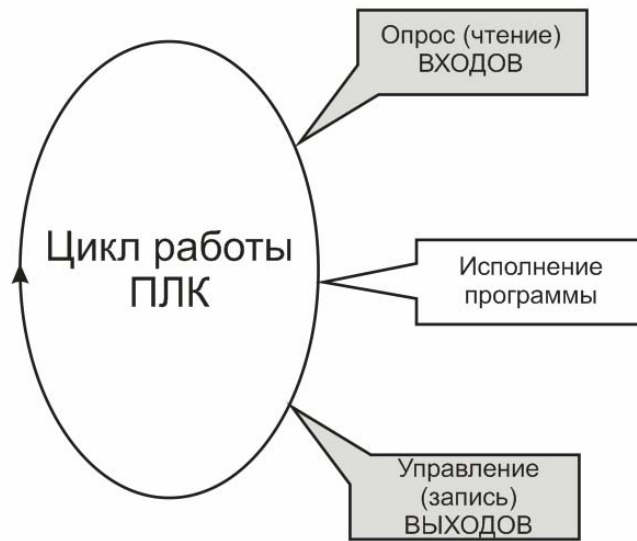 Опрос (чтение)
ВХОДОВ
Цикл работы
ПЛК
Исполнение
программы
Управление
(запись)
ВЫХОДОВ